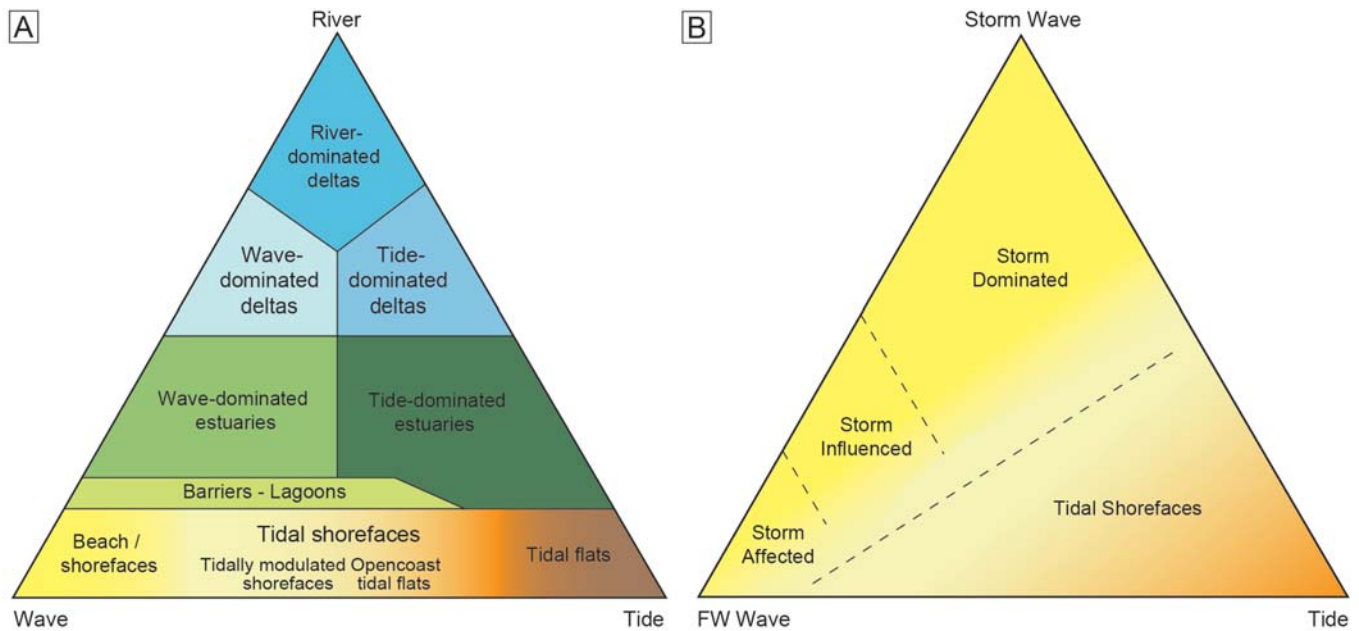 A
River
River-
dominated
deltas
Wave-
dominated
deltas
Tide-
dominated
deltas
Wave-dominated
estuaries
Tide-dominated
estuaries
Barriers - Lagoons
Beach /
shorefaces
Tidal shorefaces
Tidally modulated
shorefaces
Opencoast
tidal flats
Tidal flats
Wave
Tide
B
Storm Wave
Storm
Dominated
Storm
Influenced
Storm
Affected
Tidal Shorefaces
FW Wave
Tide